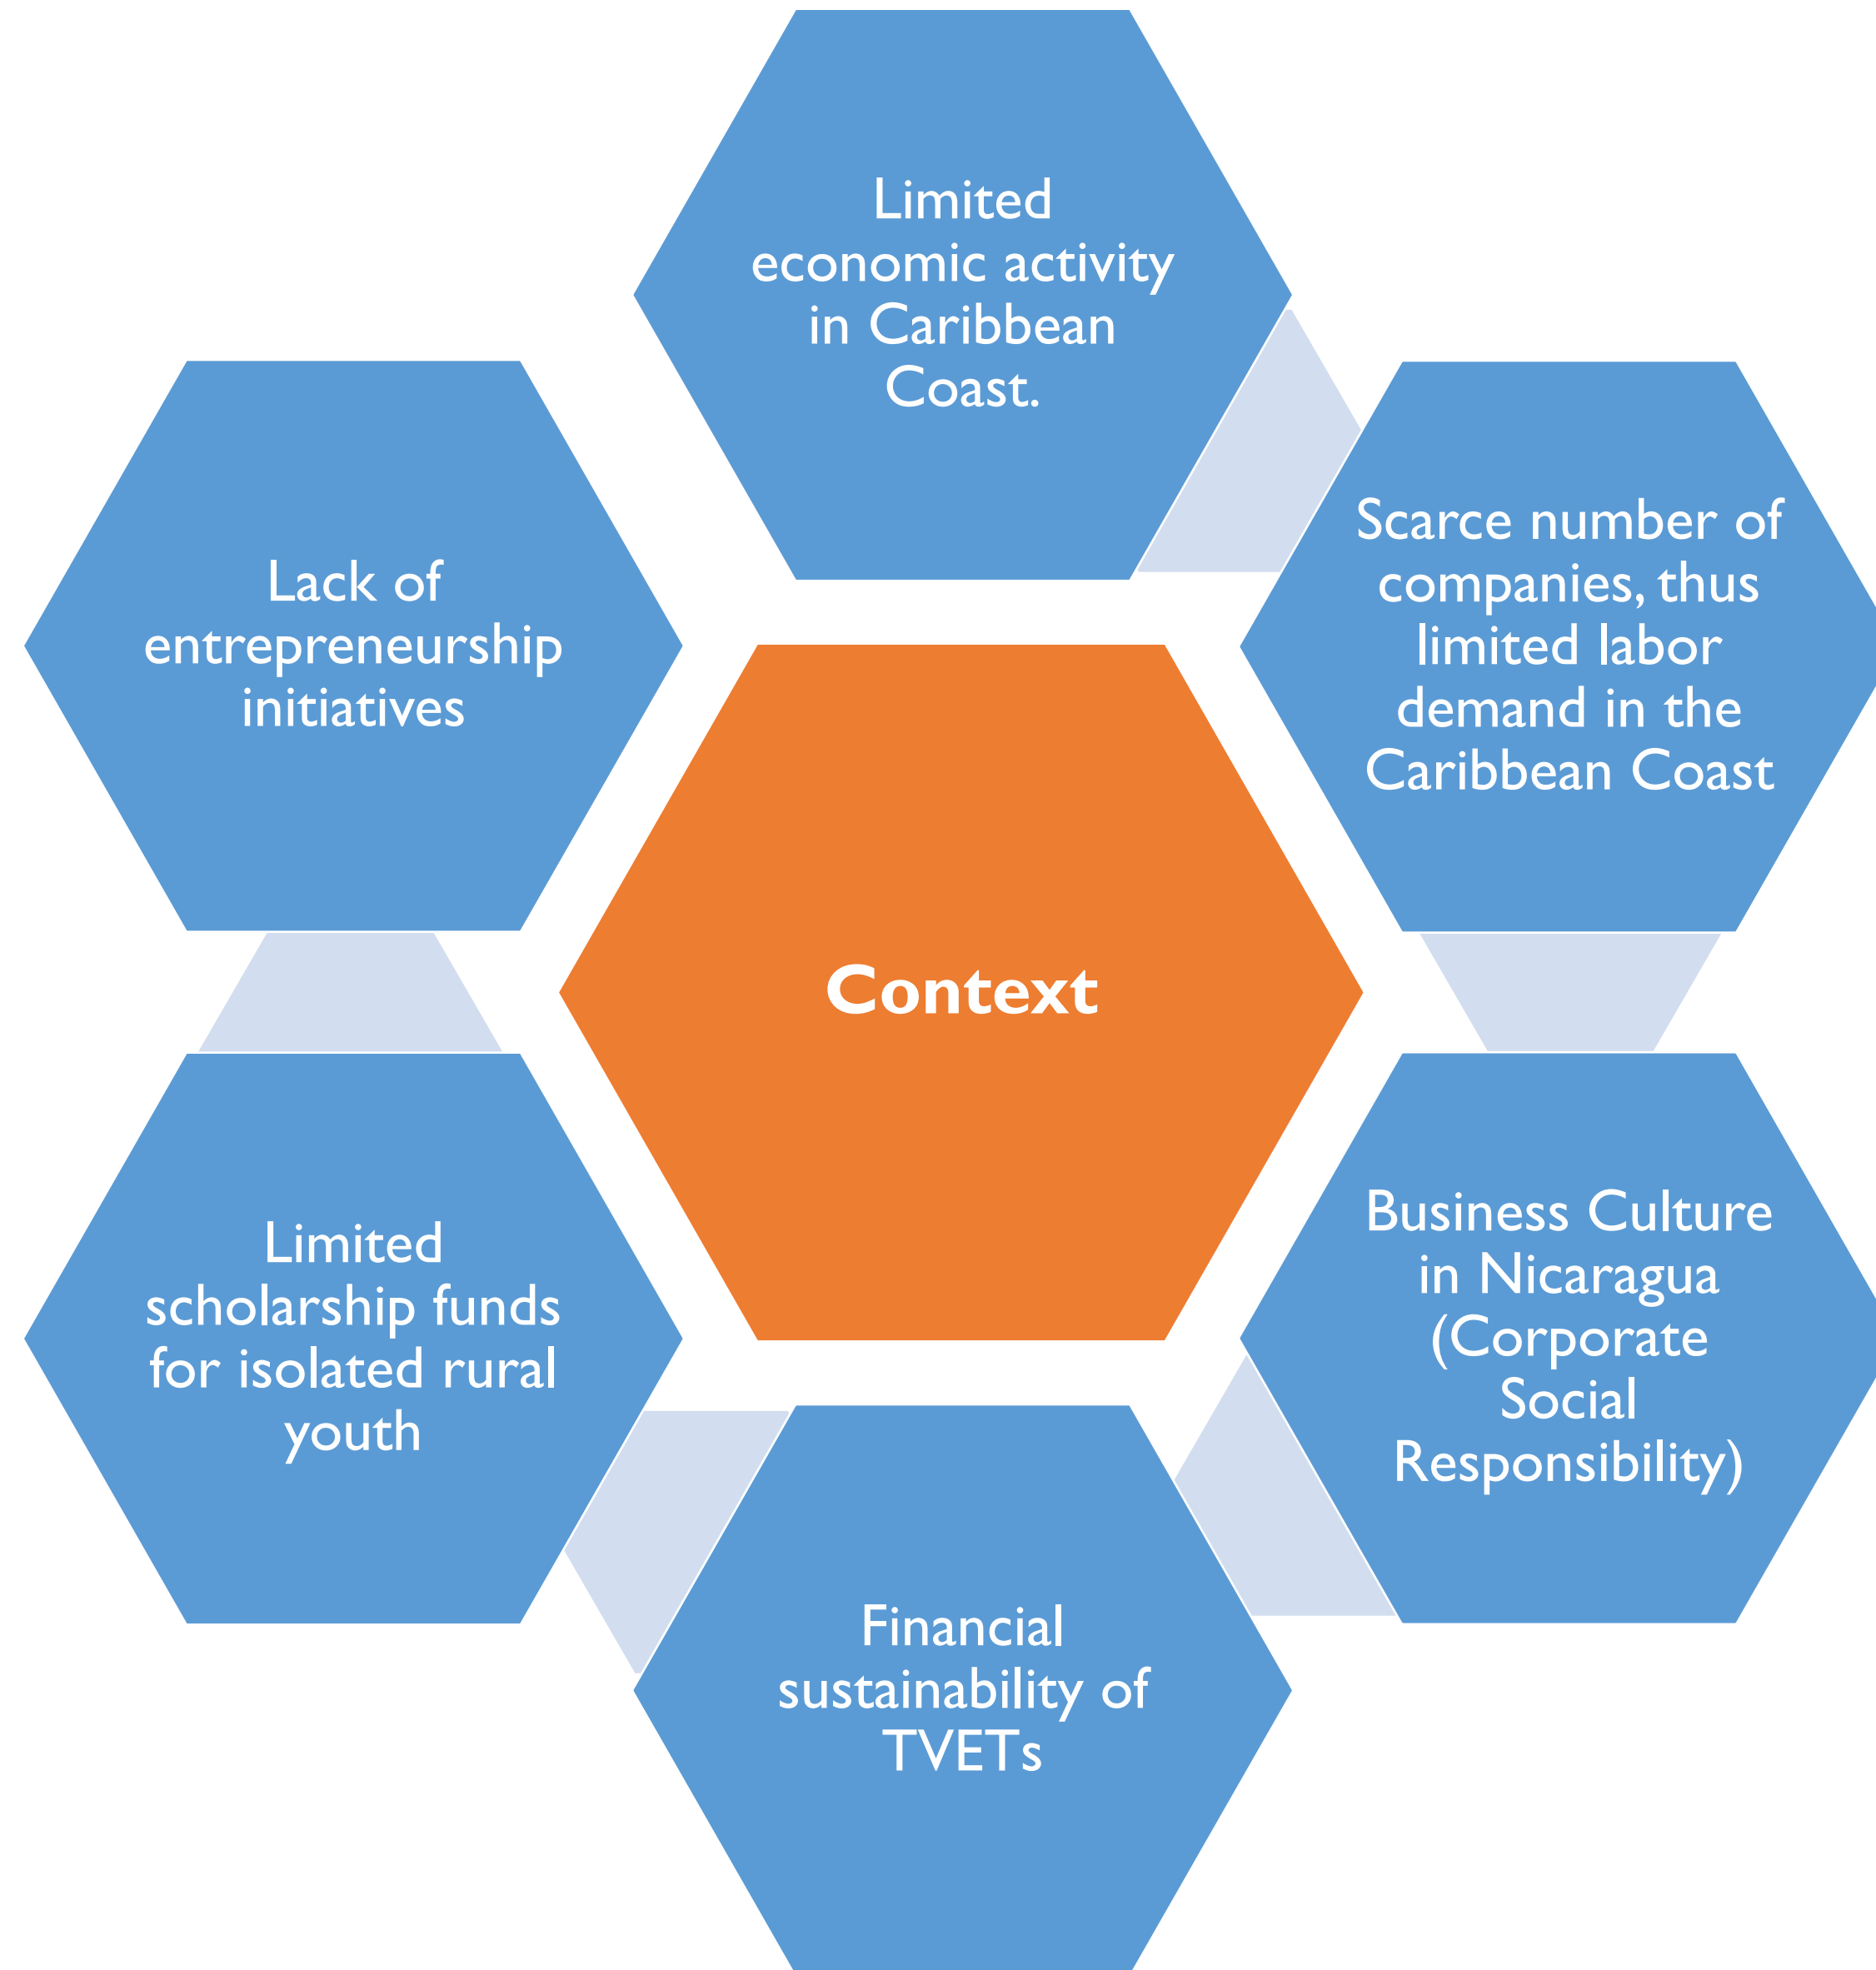 Limited
economic activity
in Caribbean
Coast.
Scarce number of
companies, thus
limited labor
demand in the
Caribbean Coast
Lack of
entrepreneurship
initiatives
Context
Business Culture
in Nicaragua
(Corporate
Social
Responsibility)
Limited
scholarship funds
for isolated rural
youth
Financial
sustainability of
TVETs